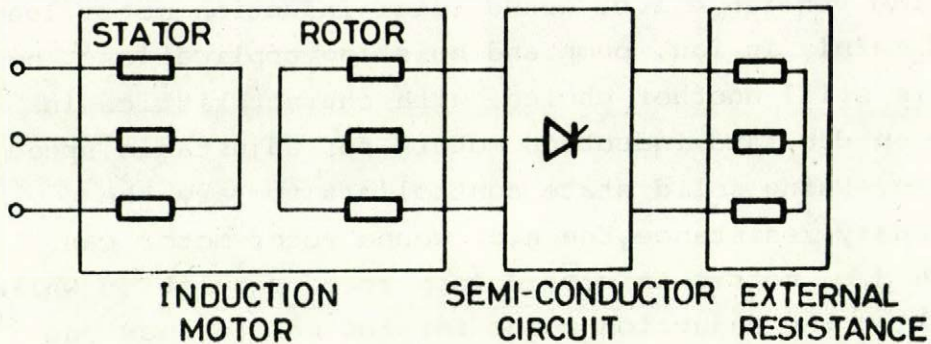 STATOR ROTOR
INDUCTION MOTOR
SEMI-CONDUCTOR CIRCUIT
EXTERNAL RESISTANCE